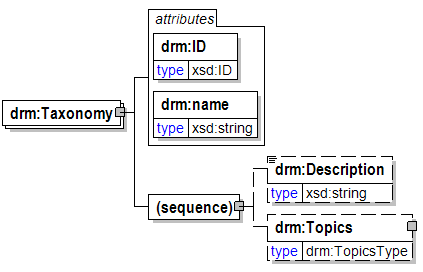 attributes
drm:ID
type xsd:ID
drm:name
type xsd:string
drm:Taxonomy
(sequence)
drm:Description
type xsd:string
drm:Topics
type drm:TopicsType